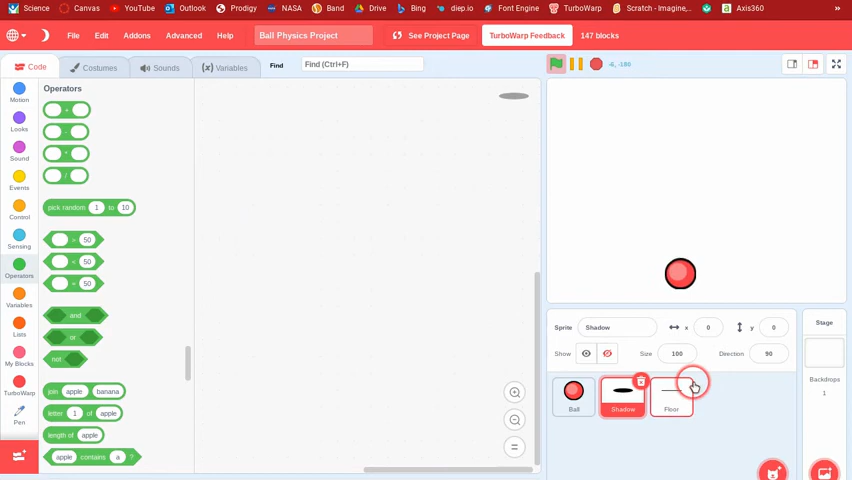 Science Canvas YouTube Outlook Prodigy NASA Band Drive Bing diep.io Font Engine TurboWarp Scratch - Imagine,... Axis360 »
File Edit Addons Advanced Help Ball Physics Project See Project Page TurboWarp Feedback 147 blocks
Code Costumes Sounds (x) Variables Find Find (Ctrl+F) -6, -180
Motion
Looks
Sound
Events
Control
Sensing
Operators
Variables
Lists
My Blocks
TurboWarp
Pen
Operators
+
-
*
/
pick random 1 to 10
> 50
< 50
= 50
and
or
not
join apple banana
letter 1 of apple
length of apple
apple contains a ?
Sprite Shadow x 0 y 0
Show Size 100 Direction 90
Ball Shadow Floor
Stage
Backdrops
1